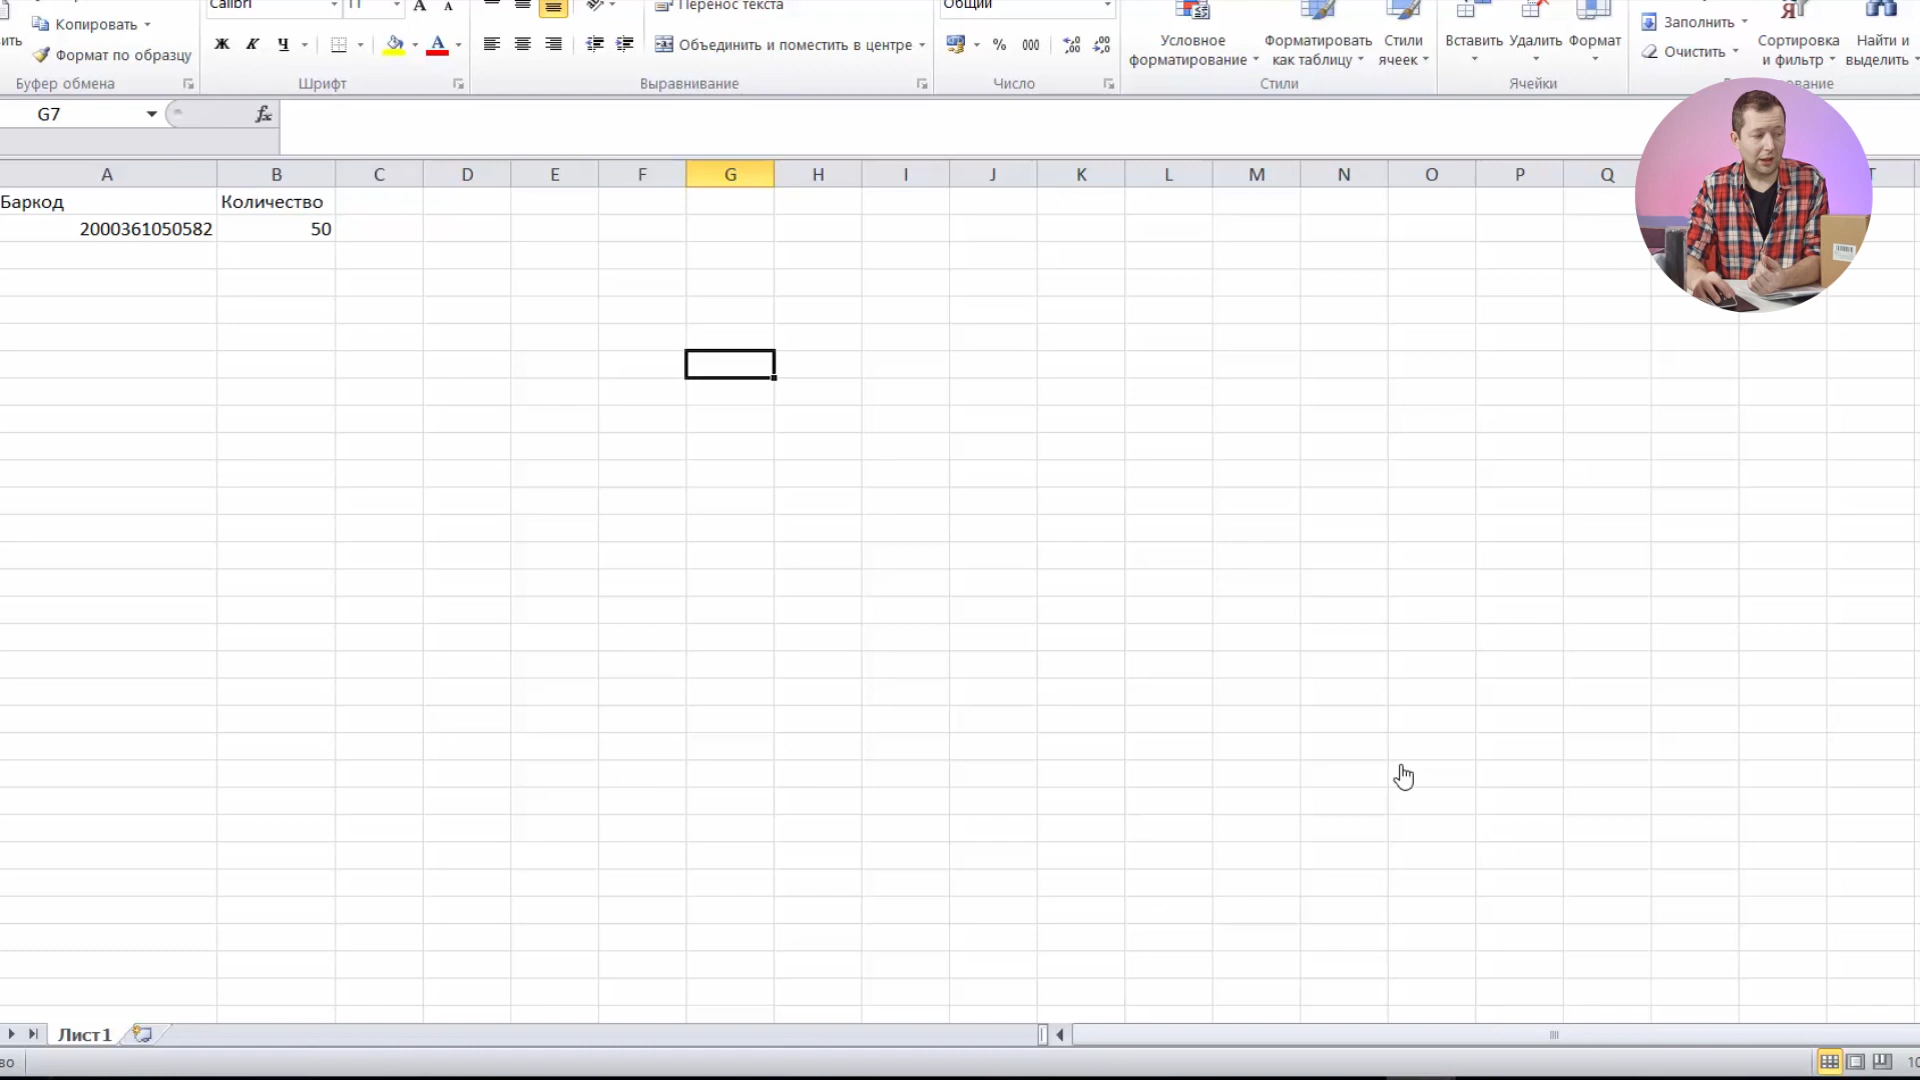 Calibri
11
Перенос текста
Общий
Копировать
Формат по образцу
Ж К Ч
A
Объединить и поместить в центре
% 000
Условное форматирование
Форматировать как таблицу
Стили ячеек
Вставить
Удалить
Формат
Заполнить
Очистить
Сортировка и фильтр
Найти и выделить
Буфер обмена
Шрифт
Выравнивание
Число
Стили
Ячейки
G7
fx
A B C D E F G H I J K L M N O P Q
Баркод Количество
2000361050582 50
Лист1